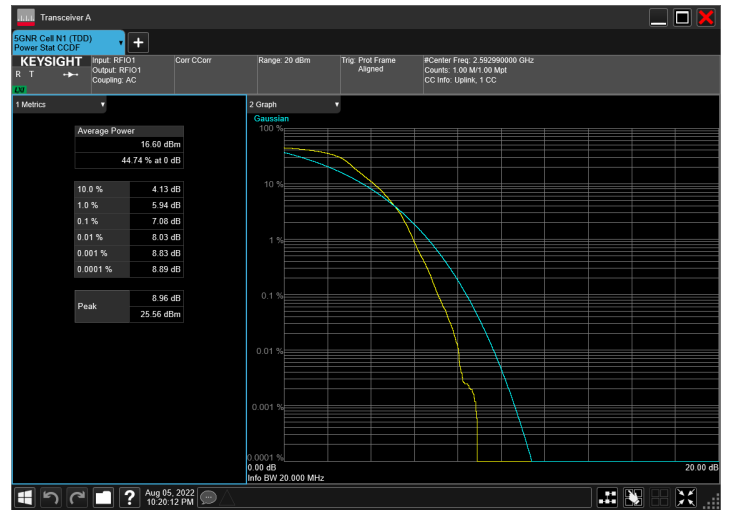 Transceiver A
5GNR Cell N1 (TDD)
Power Stat CCDF
KEYSIGHT
R T
LXI
Input: RFIO1
Output: RFIO1
Coupling: AC
Corr CCorr
Range: 20 dBm
Trig: Prot Frame
Aligned
#Center Freq: 2.592990000 GHz
Counts: 1.00 M/1.00 Mpt
CC Info: Uplink, 1 CC
1 Metrics
Average Power
16.60 dBm
44.74 % at 0 dB
10.0 % 4.13 dB
1.0 % 5.94 dB
0.1 % 7.08 dB
0.01 % 8.03 dB
0.001 % 8.83 dB
0.0001 % 8.89 dB
Peak
8.96 dB
25.56 dBm
2 Graph
Gaussian
100 %
10 %
1 %
0.1 %
0.01 %
0.001 %
0.0001 %
0.00 dB 20.00 dB
Info BW 20.000 MHz
? Aug 05, 2022
10:20:12 PM